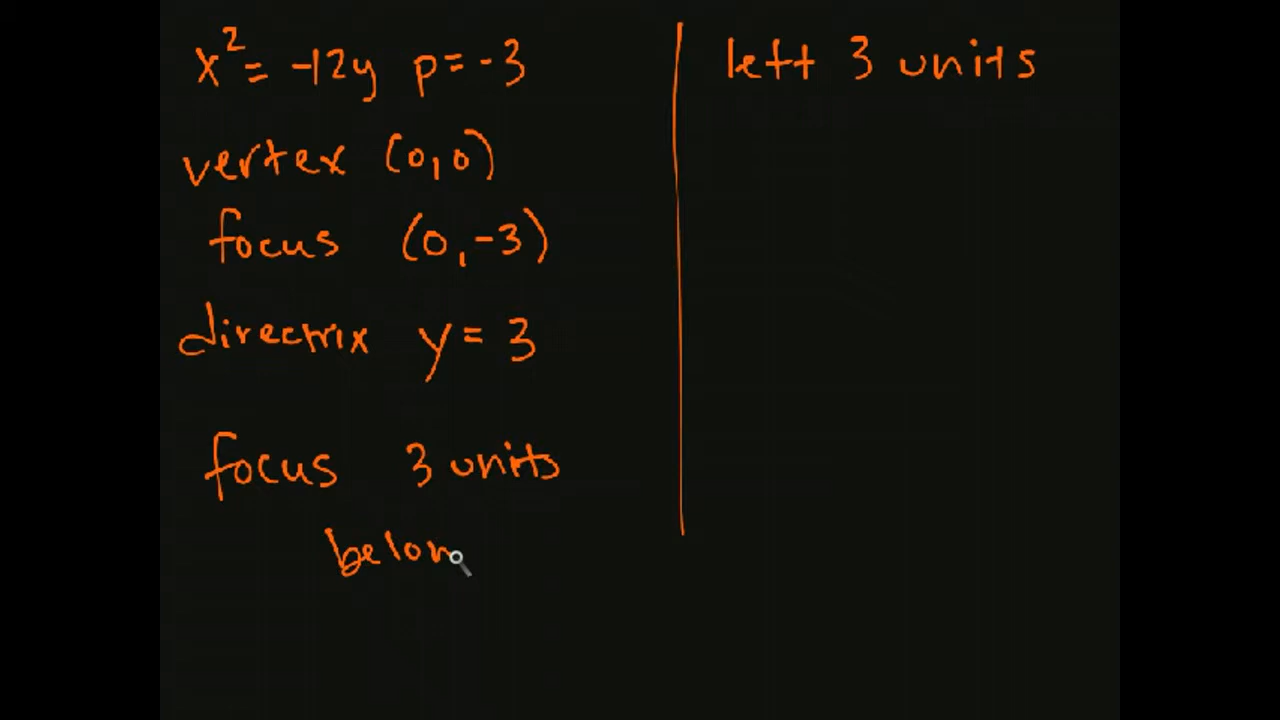 x² = -12y p = -3
vertex (0,0)
focus (0,-3)
directrix y = 3
focus 3 units
below
left 3 units